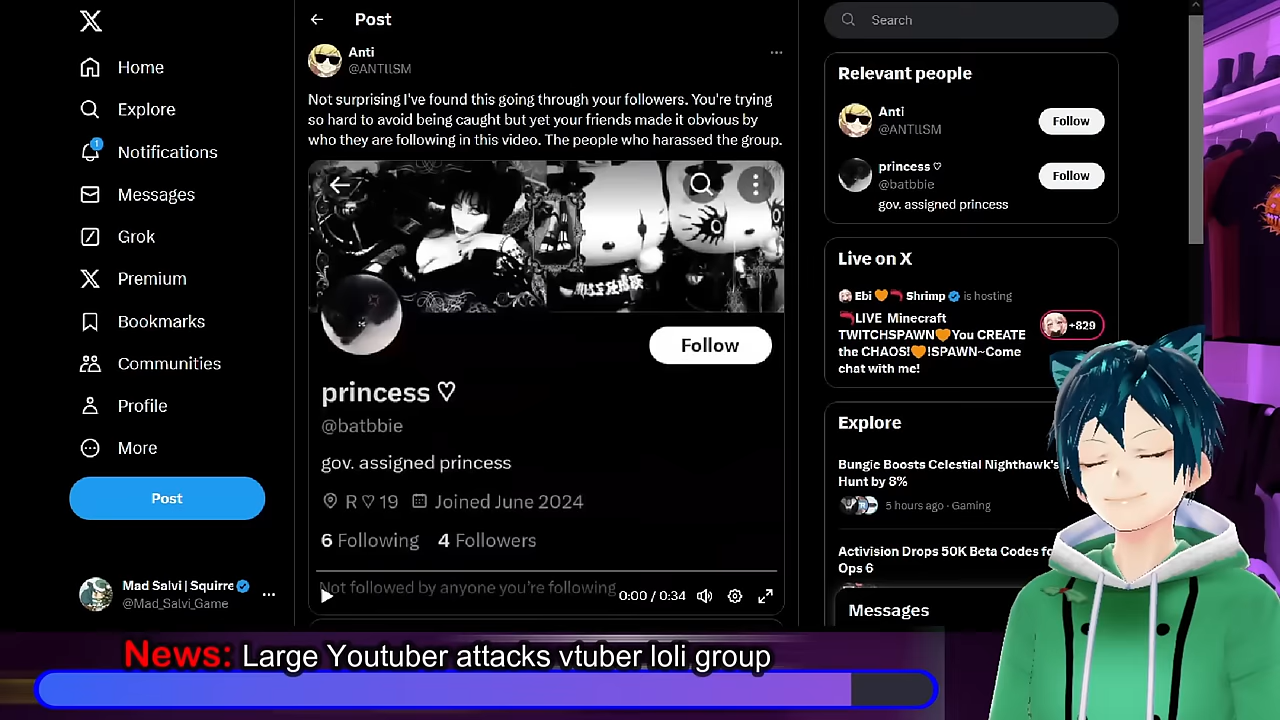 Home
Explore
1
Notifications
Messages
Grok
Premium
Bookmarks
Communities
Profile
More
Post
Mad Salvi | Squirre
@Mad_Salvi_Game
Post
Anti
@ANTIlSM
Not surprising I've found this going through your followers. You're trying
so hard to avoid being caught but yet your friends made it obvious by
who they are following in this video. The people who harassed the group.
Follow
princess ♡
@batbbie
gov. assigned princess
R ♡ 19 Joined June 2024
6 Following 4 Followers
Not followed by anyone you're following
0:00 / 0:34
Search
Relevant people
Anti
@ANTIlSM
Follow
princess ♡
@batbbie
Follow
gov. assigned princess
Live on X
Ebi 🧡🦐 Shrimp is hosting
🦐LIVE Minecraft
TWITCHSPAWN🧡You CREATE
the CHAOS!🧡!SPAWN~Come
chat with me!
+829
Explore
Bungie Boosts Celestial Nighthawk's
Hunt by 8%
5 hours ago · Gaming
Activision Drops 50K Beta Codes fo
Ops 6
Messages
News: Large Youtuber attacks vtuber loli group